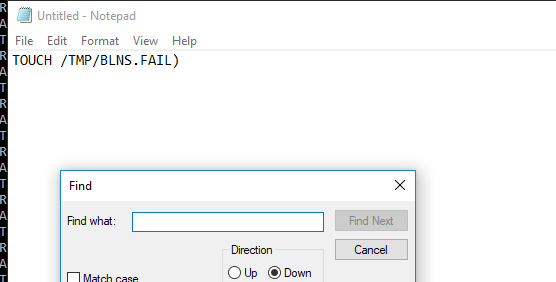 Untitled - Notepad
File Edit Format View Help
TOUCH /TMP/BLNS.FAIL)
Find
Find what:
Find Next
Cancel
Direction
Match case
Up Down
R
A
T
R
A
T
R
A
T
R
A
T
R
A
T
R
A
T